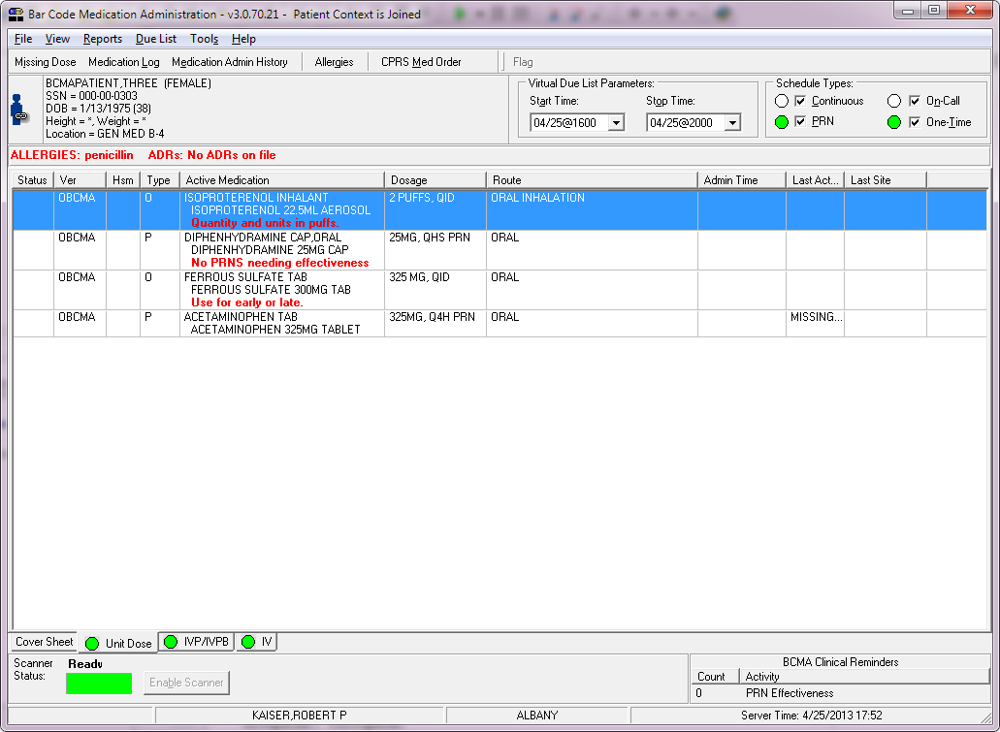 Bar Code Medication Administration - v3.0.70.21 - Patient Context is Joined
File View Reports Due List Tools Help
Missing Dose Medication Log Medication Admin History Allergies CPRS Med Order Flag
BCMAPATIENT,THREE (FEMALE)
SSN = 000-00-0303
DOB = 1/13/1975 (38)
Height = *, Weight = *
Location = GEN MED B-4
Virtual Due List Parameters:
Start Time: Stop Time:
04/25@1600 04/25@2000
Schedule Types:
Continuous On-Call
PRN One-Time
ALLERGIES: penicillin ADRs: No ADRs on file
Status Ver Hsm Type Active Medication Dosage Route Admin Time Last Act... Last Site
OBCMA O ISOPROTERENOL INHALANT 2 PUFFS, QID ORAL INHALATION
ISOPROTERENOL 22.5ML AEROSOL
Quantity and units in puffs.
OBCMA P DIPHENHYDRAMINE CAP,ORAL 25MG, QHS PRN ORAL
DIPHENHYDRAMINE 25MG CAP
No PRNS needing effectiveness
OBCMA O FERROUS SULFATE TAB 325 MG, QID ORAL
FERROUS SULFATE 300MG TAB
Use for early or late.
OBCMA P ACETAMINOPHEN TAB 325MG, Q4H PRN ORAL MISSING...
ACETAMINOPHEN 325MG TABLET
Cover Sheet Unit Dose IVP/IVPB IV
Scanner Status: Ready
Enable Scanner
BCMA Clinical Reminders
Count Activity
0 PRN Effectiveness
KAISER,ROBERT P ALBANY Server Time: 4/25/2013 17:52